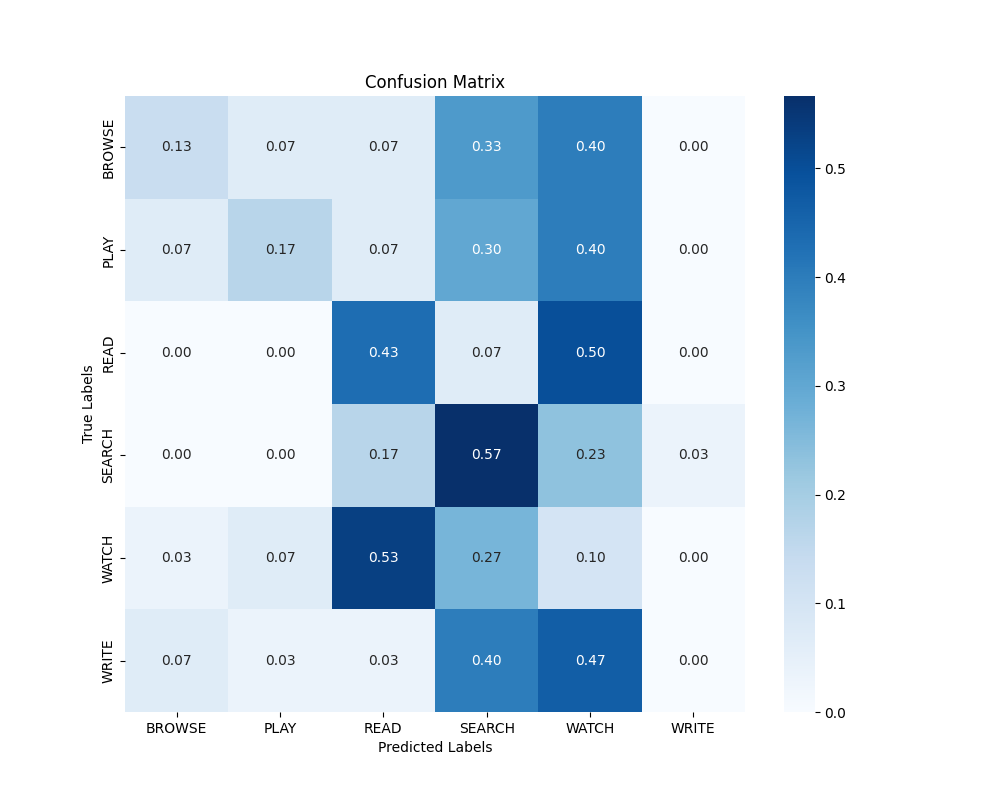 Confusion Matrix
True Labels
BROWSE 0.13 0.07 0.07 0.33 0.40 0.00
PLAY 0.07 0.17 0.07 0.30 0.40 0.00
READ 0.00 0.00 0.43 0.07 0.50 0.00
SEARCH 0.00 0.00 0.17 0.57 0.23 0.03
WATCH 0.03 0.07 0.53 0.27 0.10 0.00
WRITE 0.07 0.03 0.03 0.40 0.47 0.00
BROWSE PLAY READ SEARCH WATCH WRITE
Predicted Labels
0.5
0.4
0.3
0.2
0.1
0.0